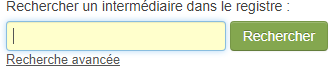 Rechercher un intermédiaire dans le registre :
Rechercher
Recherche avancée